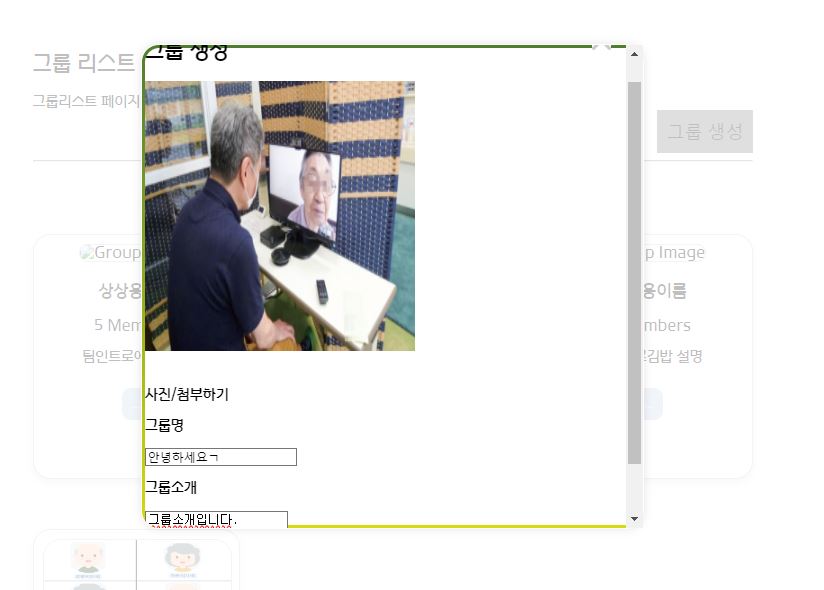 그룹 생성
그룹 리스트
그룹리스트 페이지
그룹 생성
사진/첨부하기
그룹명
안녕하세요ㄱ
그룹소개
그룹소개입니다.
Group
상상용
5 Mem
팀인트로에
p Image
용이름
mbers
김밥 설명